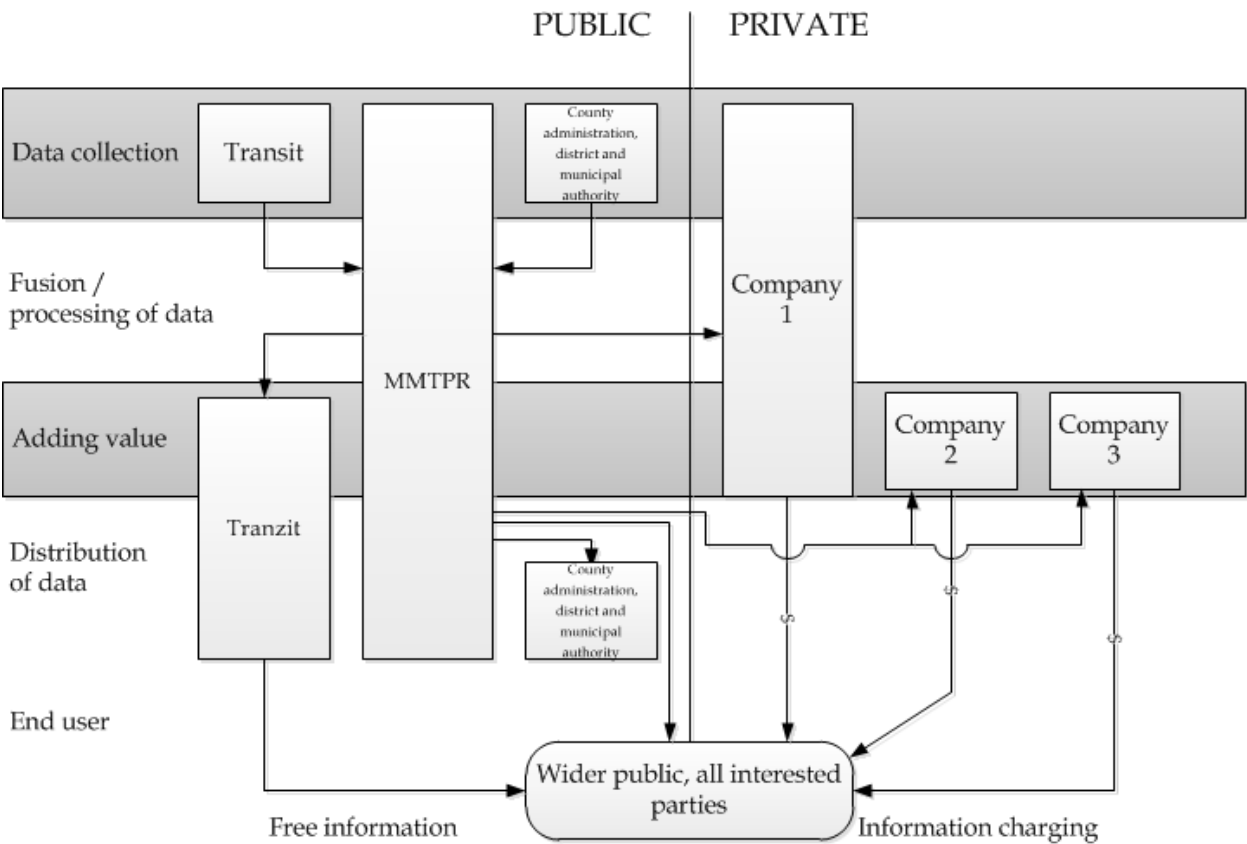 PUBLIC
PRIVATE
Data collection
Transit
County
administration,
district and
municipal
authority
Fusion /
processing of data
Company
1
MMTPR
Adding value
Company
2
Company
3
Tranzit
Distribution
of data
County
administration,
district and
municipal
authority
$
$
$
End user
Wider public, all interested
parties
Free information
Information charging